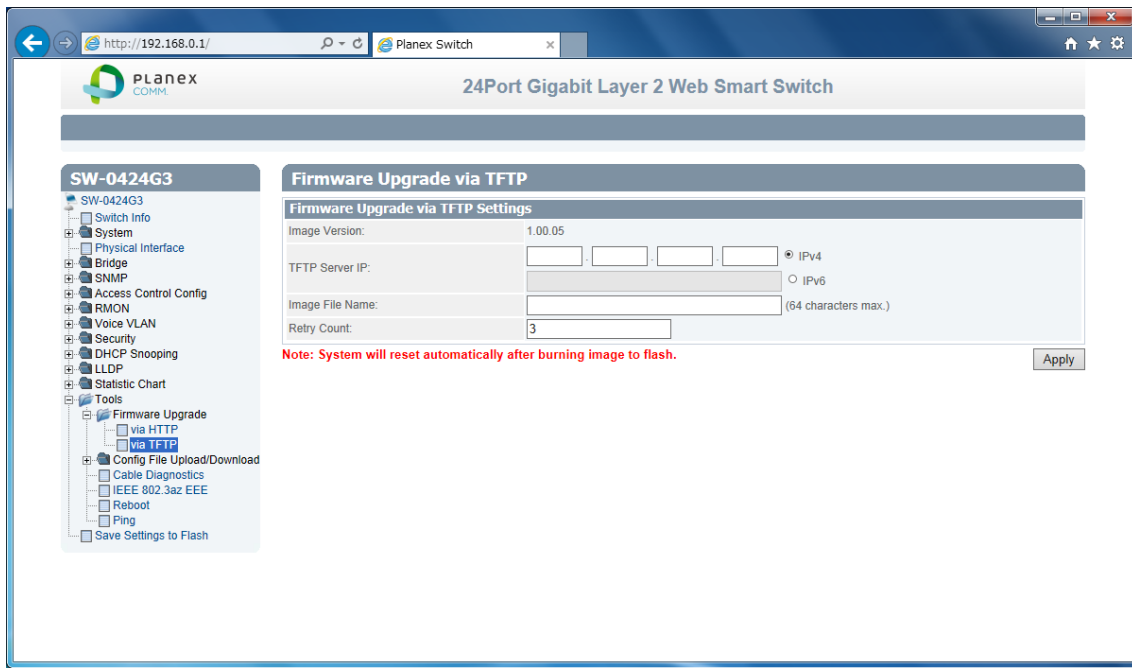 http://192.168.0.1/
Planex Switch
PLANEX
COMM.
24Port Gigabit Layer 2 Web Smart Switch
SW-0424G3
SW-0424G3
Switch Info
System
Physical Interface
Bridge
SNMP
Access Control Config
RMON
Voice VLAN
Security
DHCP Snooping
LLDP
Statistic Chart
Tools
Firmware Upgrade
via HTTP
via TFTP
Config File Upload/Download
Cable Diagnostics
IEEE 802.3az EEE
Reboot
Ping
Save Settings to Flash
Firmware Upgrade via TFTP
Firmware Upgrade via TFTP Settings
Image Version: 1.00.05
TFTP Server IP: . . . IPv4
IPv6
Image File Name: (64 characters max.)
Retry Count: 3
Note: System will reset automatically after burning image to flash.
Apply